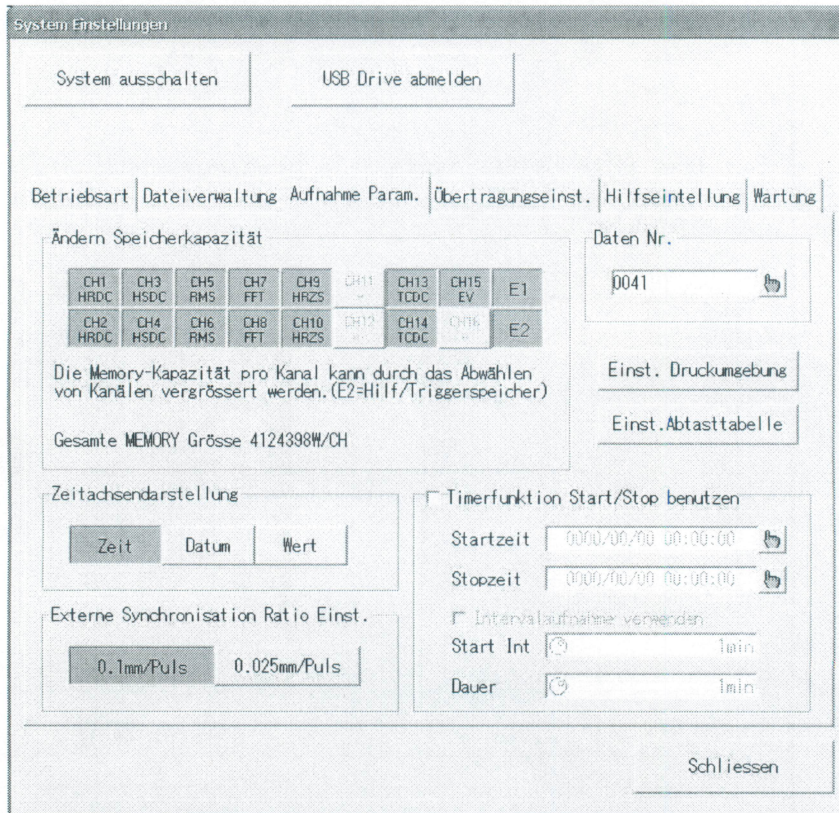 System Einstellungen
System ausschalten
USB Drive abmelden
Betriebsart Dateiverwaltung Aufnahme Param. Übertragungseinst. Hilfseintellung Wartung
Ändern Speicherkapazität
CH1 CH3 CH5 CH7 CH9 CH11 CH13 CH15 E1
HRDC HSDC RMS FFT HRZS TCDC EV
CH2 CH4 CH6 CH8 CH10 CH12 CH14 CH16 E2
HRDC HSDC RMS FFT HRZS TCDC
Die Memory-Kapazität pro Kanal kann durch das Abwählen
von Kanälen vergrössert werden.(E2=Hilf/Triggerspeicher)
Gesamte MEMORY Grösse 4124398W/CH
Daten Nr.
0041
Einst. Druckumgebung
Einst.Abtasttabelle
Zeitachsendarstellung
Zeit Datum Wert
Externe Synchronisation Ratio Einst.
0.1mm/Puls 0.025mm/Puls
Timerfunktion Start/Stop benutzen
Startzeit 0000/00/00 00:00:00
Stopzeit 0000/00/00 00:00:00
Intervalaufnahme verwenden
Start Int 1min
Dauer 1min
Schliessen